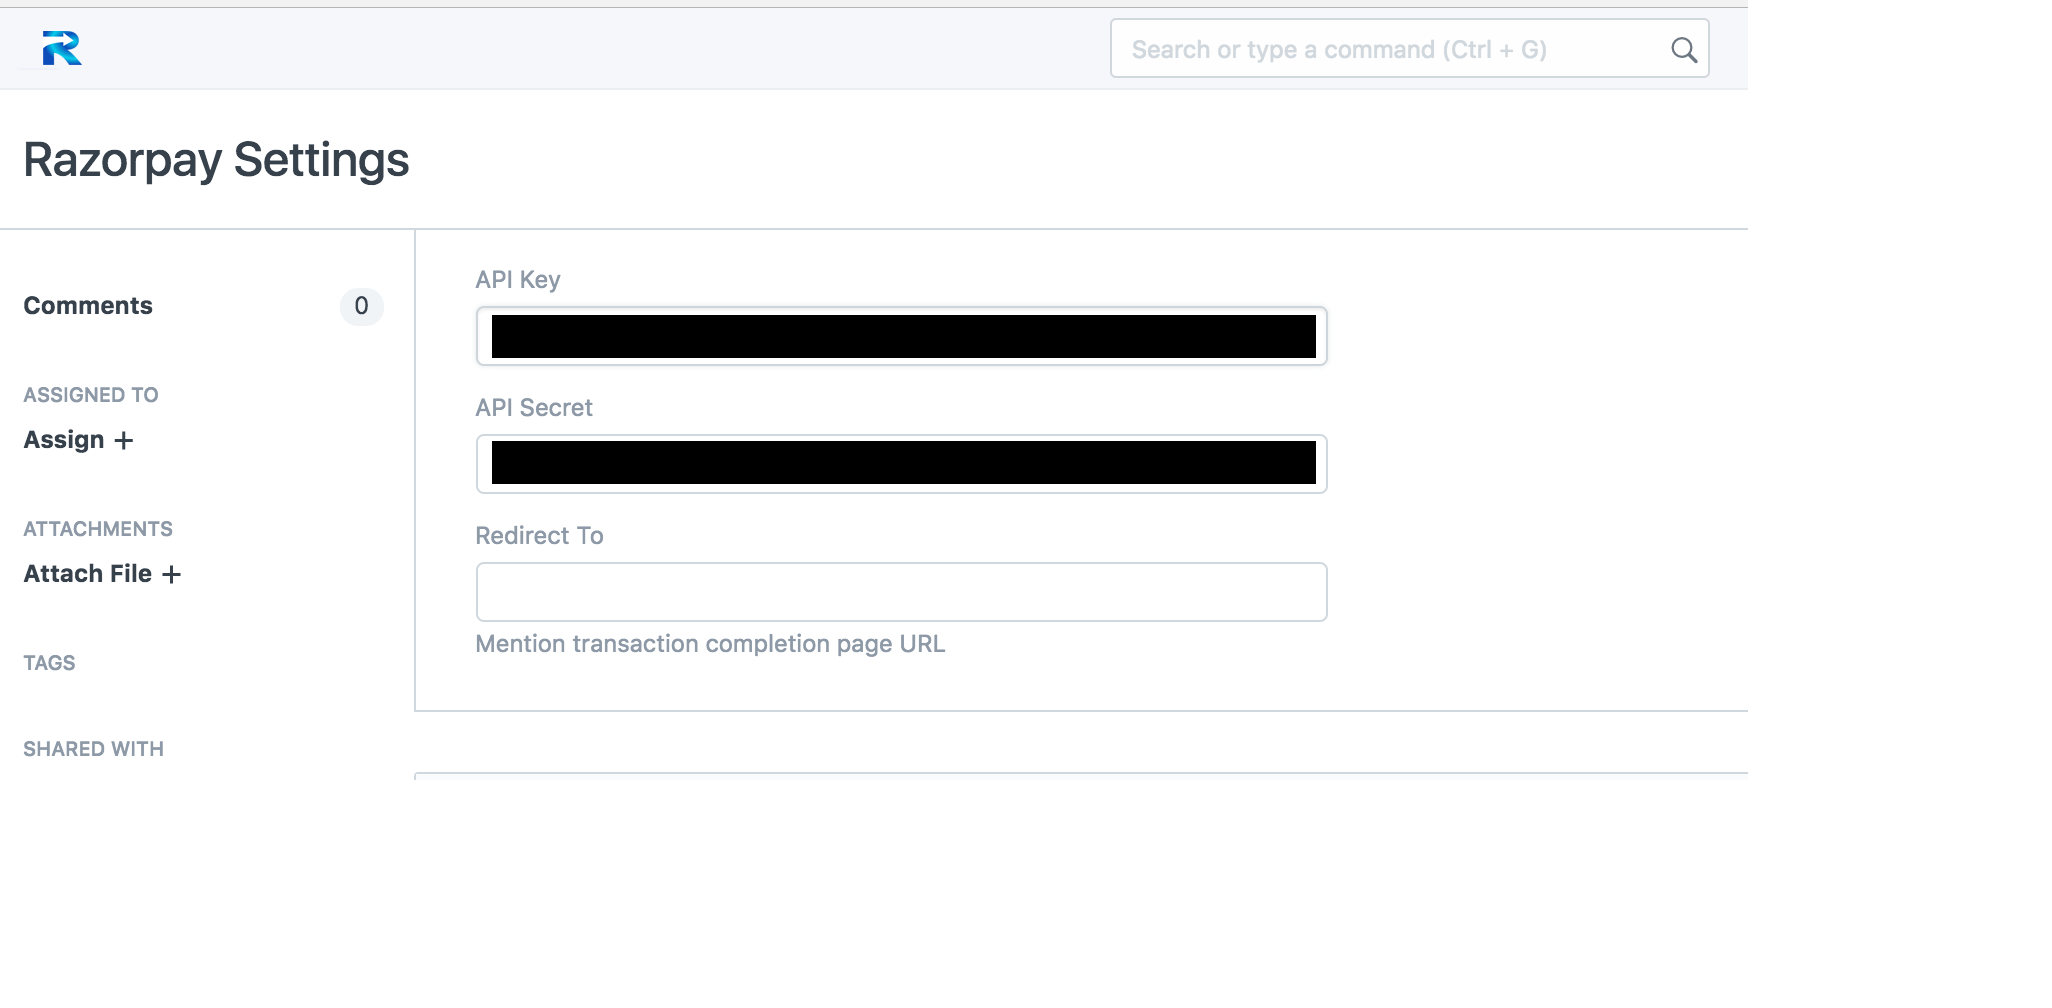 Search or type a command (Ctrl + G)
Razorpay Settings
Comments 0
ASSIGNED TO
Assign +
ATTACHMENTS
Attach File +
TAGS
SHARED WITH
API Key
API Secret
Redirect To
Mention transaction completion page URL